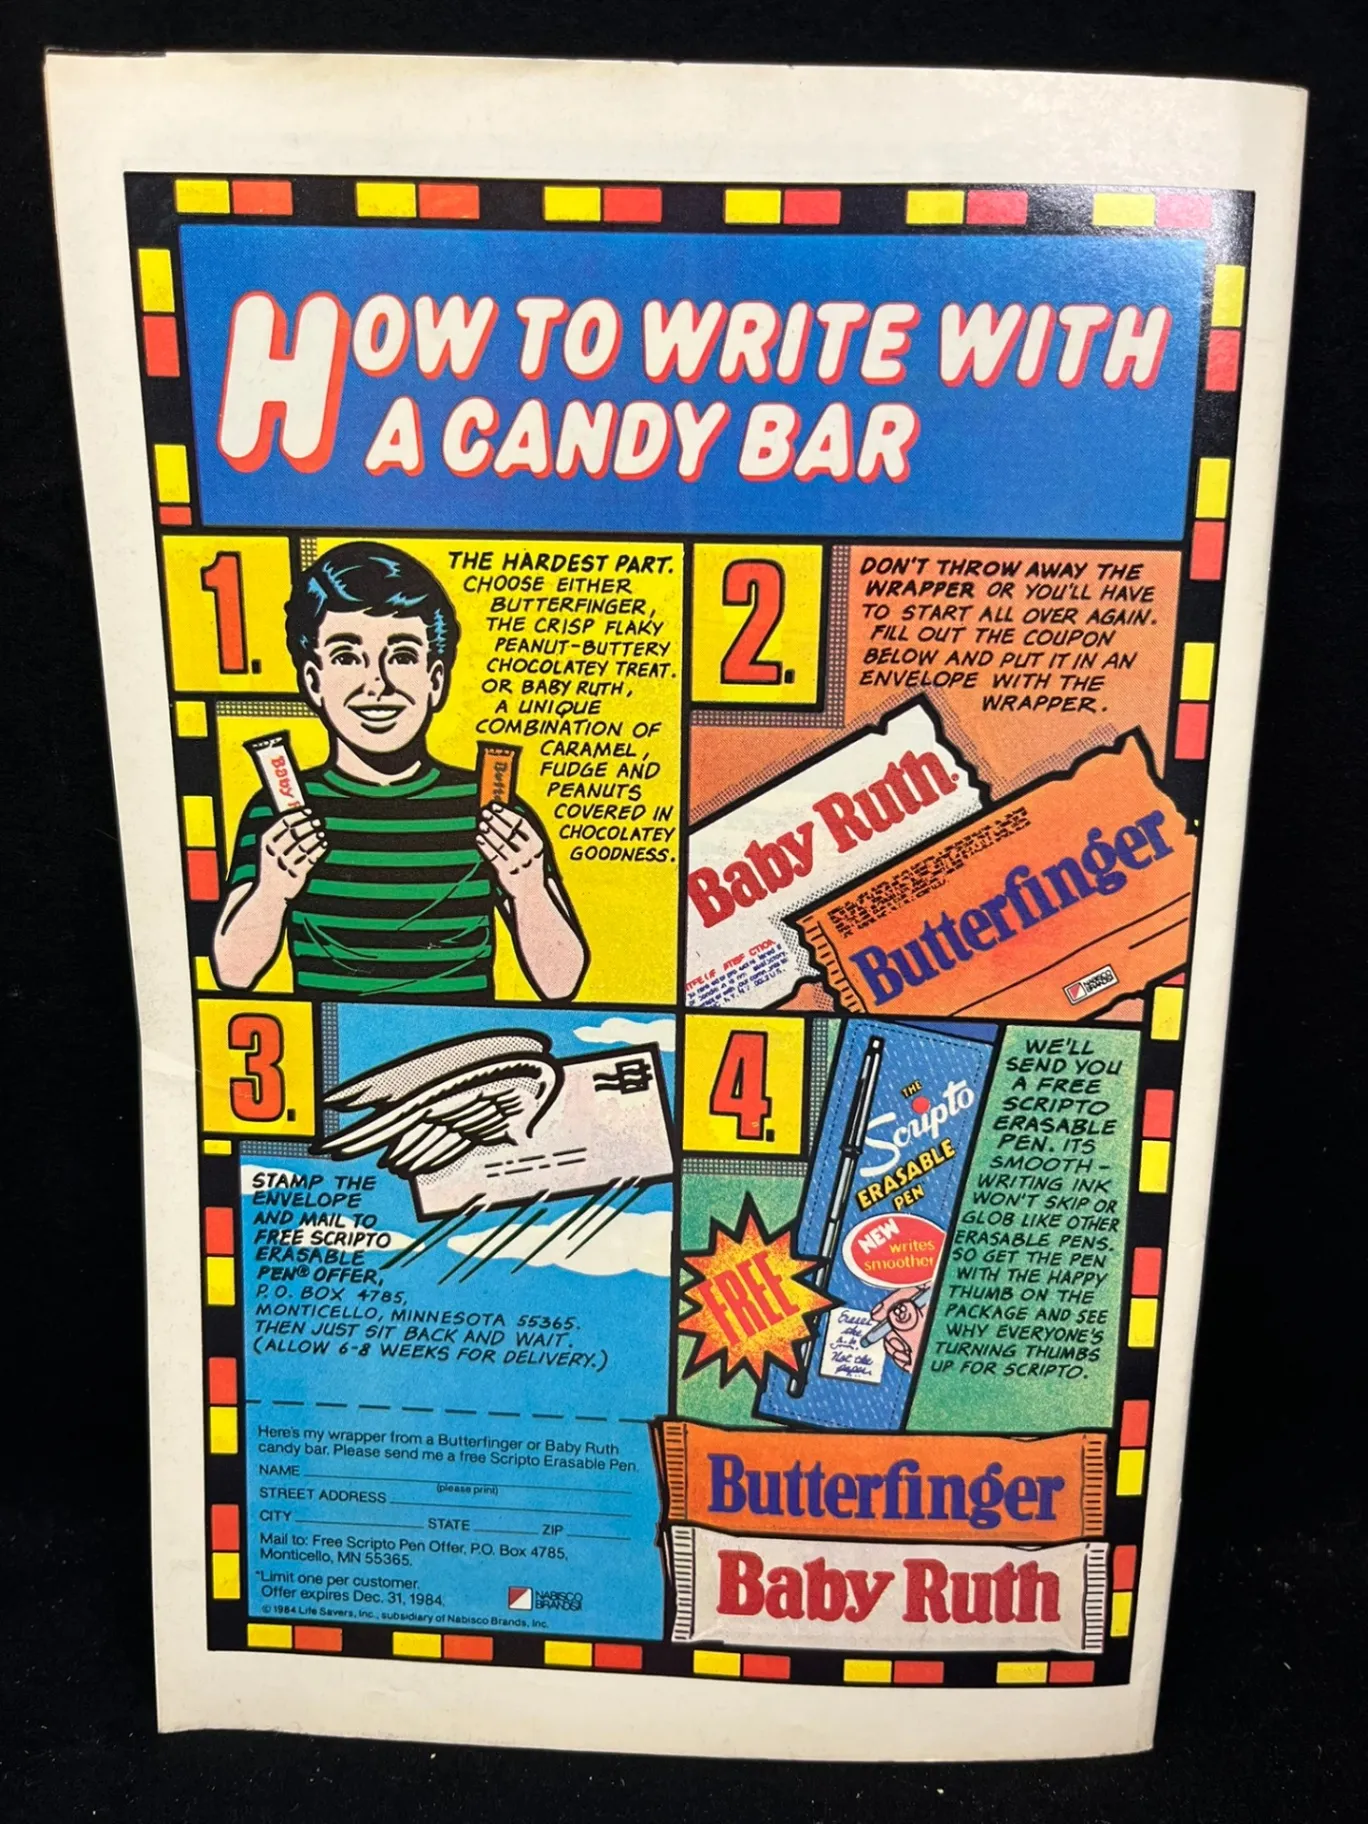 HOW TO WRITE WITH
A CANDY BAR
1.
THE HARDEST PART.
CHOOSE EITHER
BUTTERFINGER,
THE CRISP FLAKY
PEANUT-BUTTERY
CHOCOLATEY TREAT.
OR BABY RUTH,
A UNIQUE
COMBINATION OF
CARAMEL,
FUDGE AND
PEANUTS
COVERED IN
CHOCOLATEY
GOODNESS.
Baby
Butte
2.
DON'T THROW AWAY THE
WRAPPER OR YOU'LL HAVE
TO START ALL OVER AGAIN.
FILL OUT THE COUPON
BELOW AND PUT IT IN AN
ENVELOPE WITH THE
WRAPPER.
Baby Ruth
Butterfinger
NABISCO
BRANDS
3.
STAMP THE
ENVELOPE
AND MAIL TO
FREE SCRIPTO
ERASABLE
PEN® OFFER,
P.O. BOX 4785,
MONTICELLO, MINNESOTA 55365.
THEN JUST SIT BACK AND WAIT.
(ALLOW 6-8 WEEKS FOR DELIVERY.)
4.
THE
Scripto
ERASABLE
PEN
NEW
writes
smoother
FREE
WE'LL
SEND YOU
A FREE
SCRIPTO
ERASABLE
PEN. ITS
SMOOTH-
WRITING INK
WON'T SKIP OR
GLOB LIKE OTHER
ERASABLE PENS.
SO GET THE PEN
WITH THE HAPPY
THUMB ON THE
PACKAGE AND SEE
WHY EVERYONE'S
TURNING THUMBS
UP FOR SCRIPTO.
Here's my wrapper from a Butterfinger or Baby Ruth
candy bar. Please send me a free Scripto Erasable Pen.
NAME
(please print)
STREET ADDRESS
CITY STATE ZIP
Mail to: Free Scripto Pen Offer, P.O. Box 4785,
Monticello, MN 55365.
*Limit one per customer.
Offer expires Dec. 31, 1984.
© 1984 Life Savers, Inc., subsidiary of Nabisco Brands, Inc.
NABISCO
BRANDS
Butterfinger
Baby Ruth